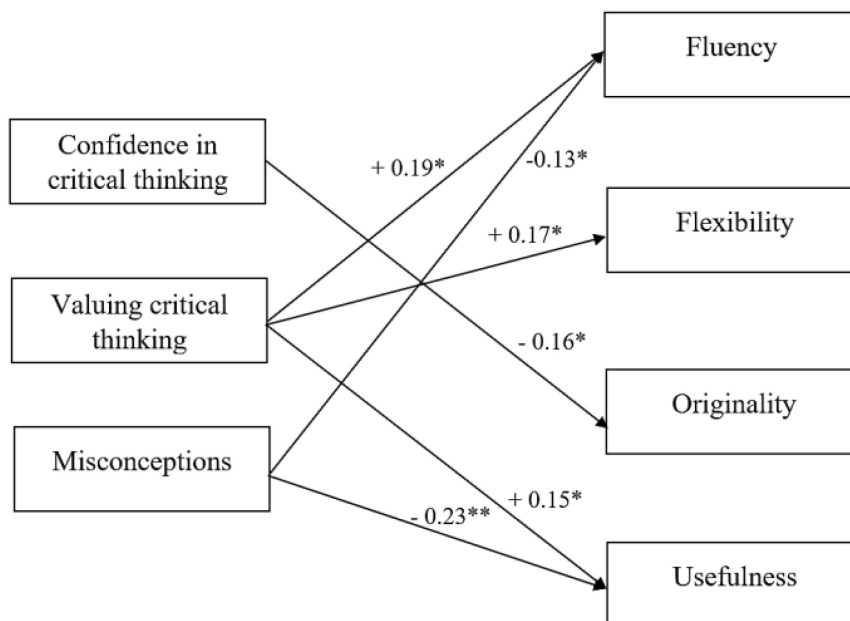 Fluency
Confidence in
critical thinking
+ 0.19*
-0.13*
Flexibility
+ 0.17*
Valuing critical
thinking
- 0.16*
Originality
Misconceptions
+ 0.15*
- 0.23**
Usefulness